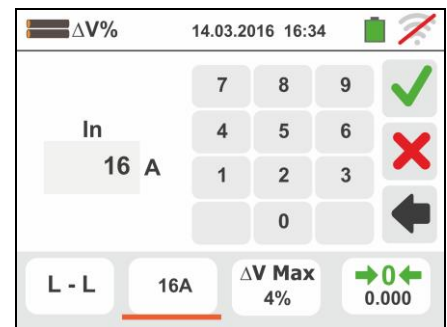 ΔV% 14.03.2016 16:34
7 8 9
In 4 5 6
16 A 1 2 3
0
L - L 16A ΔV Max 4% ➔0← 0.000